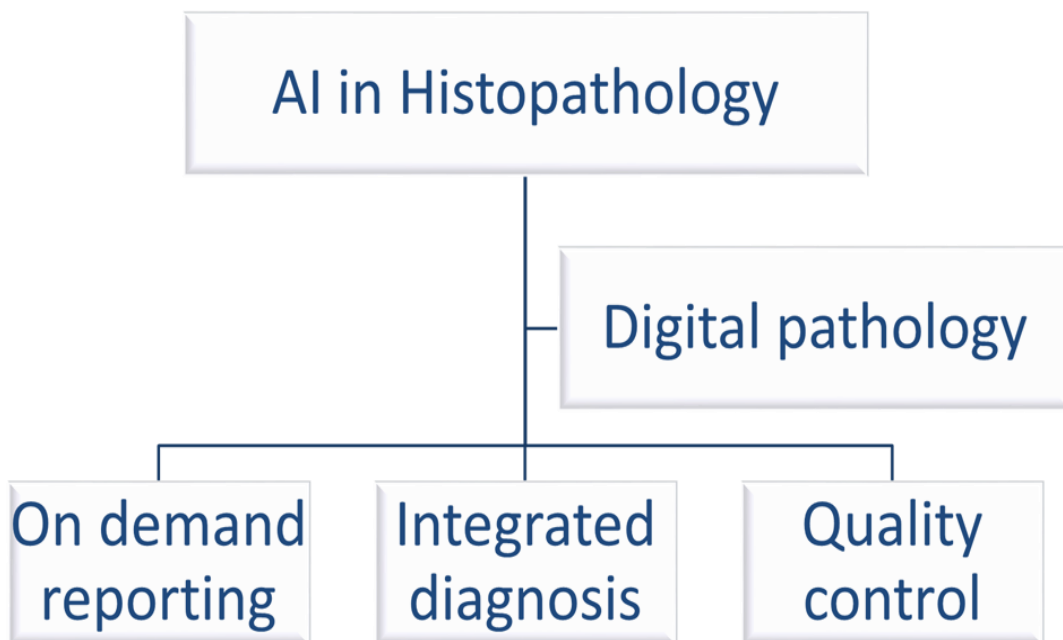 AI in Histopathology
Digital pathology
On demand
reporting
Integrated
diagnosis
Quality
control